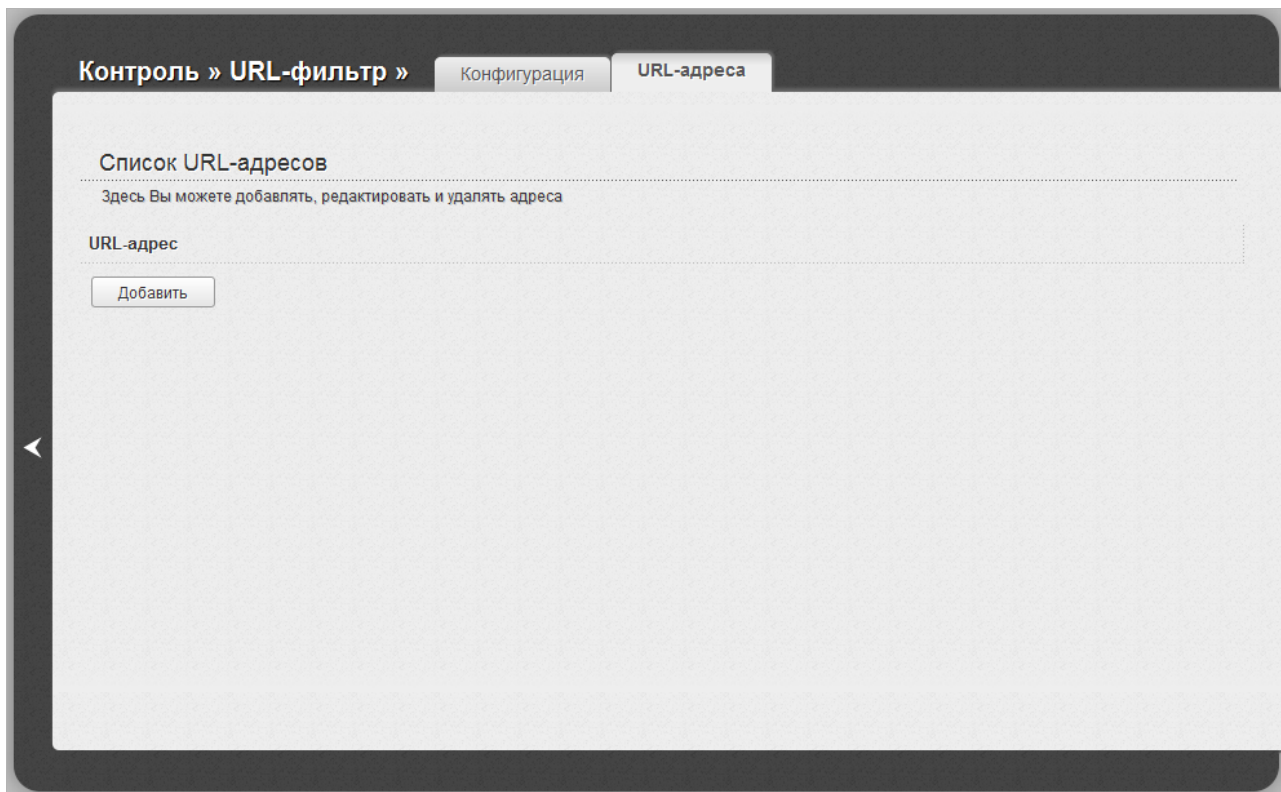 Контроль » URL-фильтр » Конфигурация URL-адреса
Список URL-адресов
Здесь Вы можете добавлять, редактировать и удалять адреса
URL-адрес
Добавить